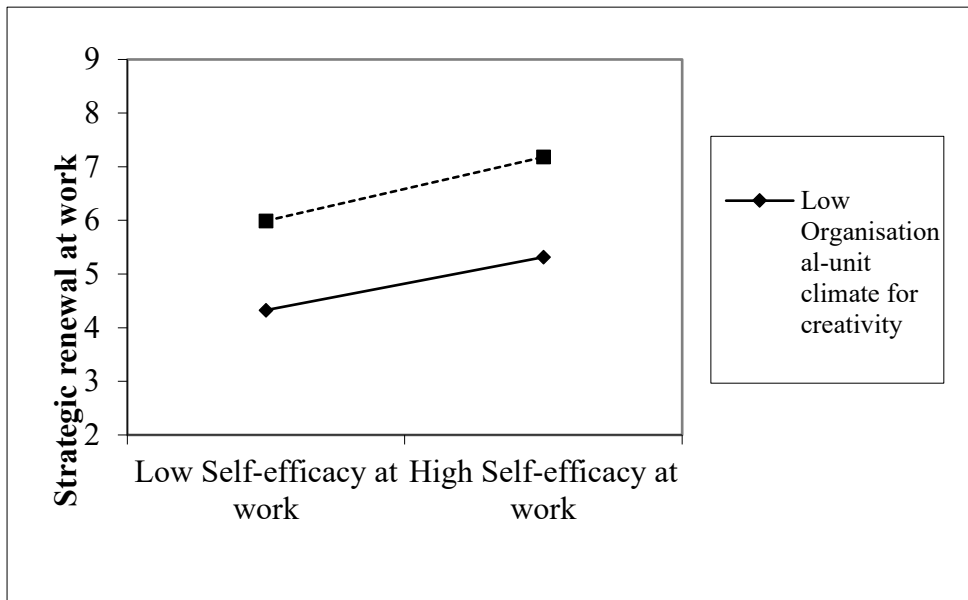 Strategic renewal at work
9
8
7
6
5
4
3
2
Low Self-efficacy at
work
High Self-efficacy at
work
Low
Organisation
al-unit
climate for
creativity